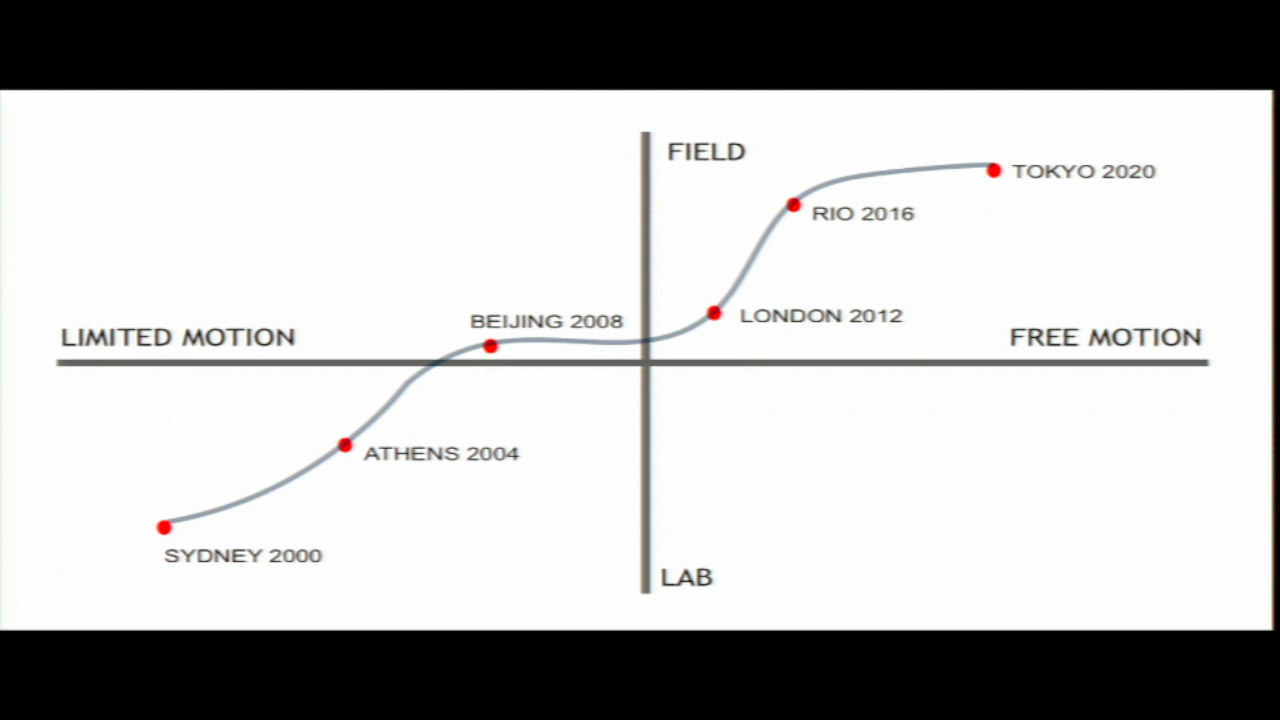 FIELD
TOKYO 2020
RIO 2016
BEIJING 2008
LONDON 2012
LIMITED MOTION
FREE MOTION
ATHENS 2004
SYDNEY 2000
LAB